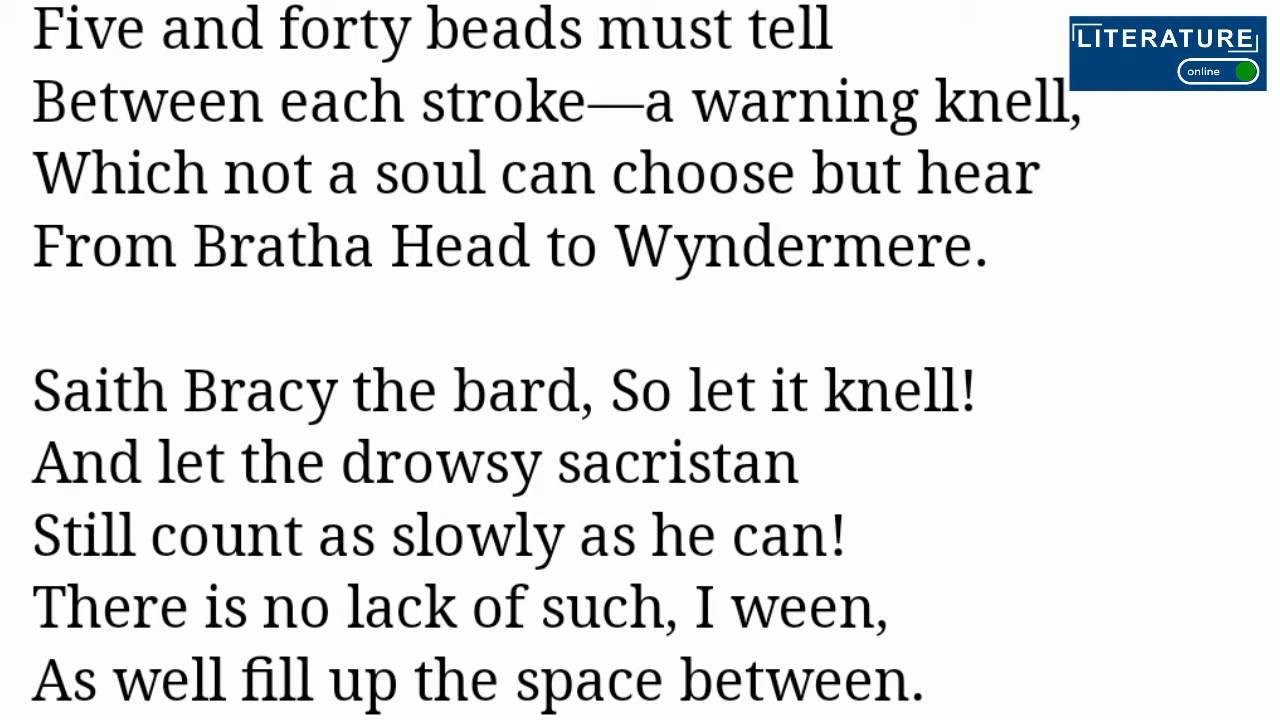 Five and forty beads must tell
Between each stroke—a warning knell,
Which not a soul can choose but hear
From Bratha Head to Wyndermere.
Saith Bracy the bard, So let it knell!
And let the drowsy sacristan
Still count as slowly as he can!
There is no lack of such, I ween,
As well fill up the space between.
LITERATURE
online